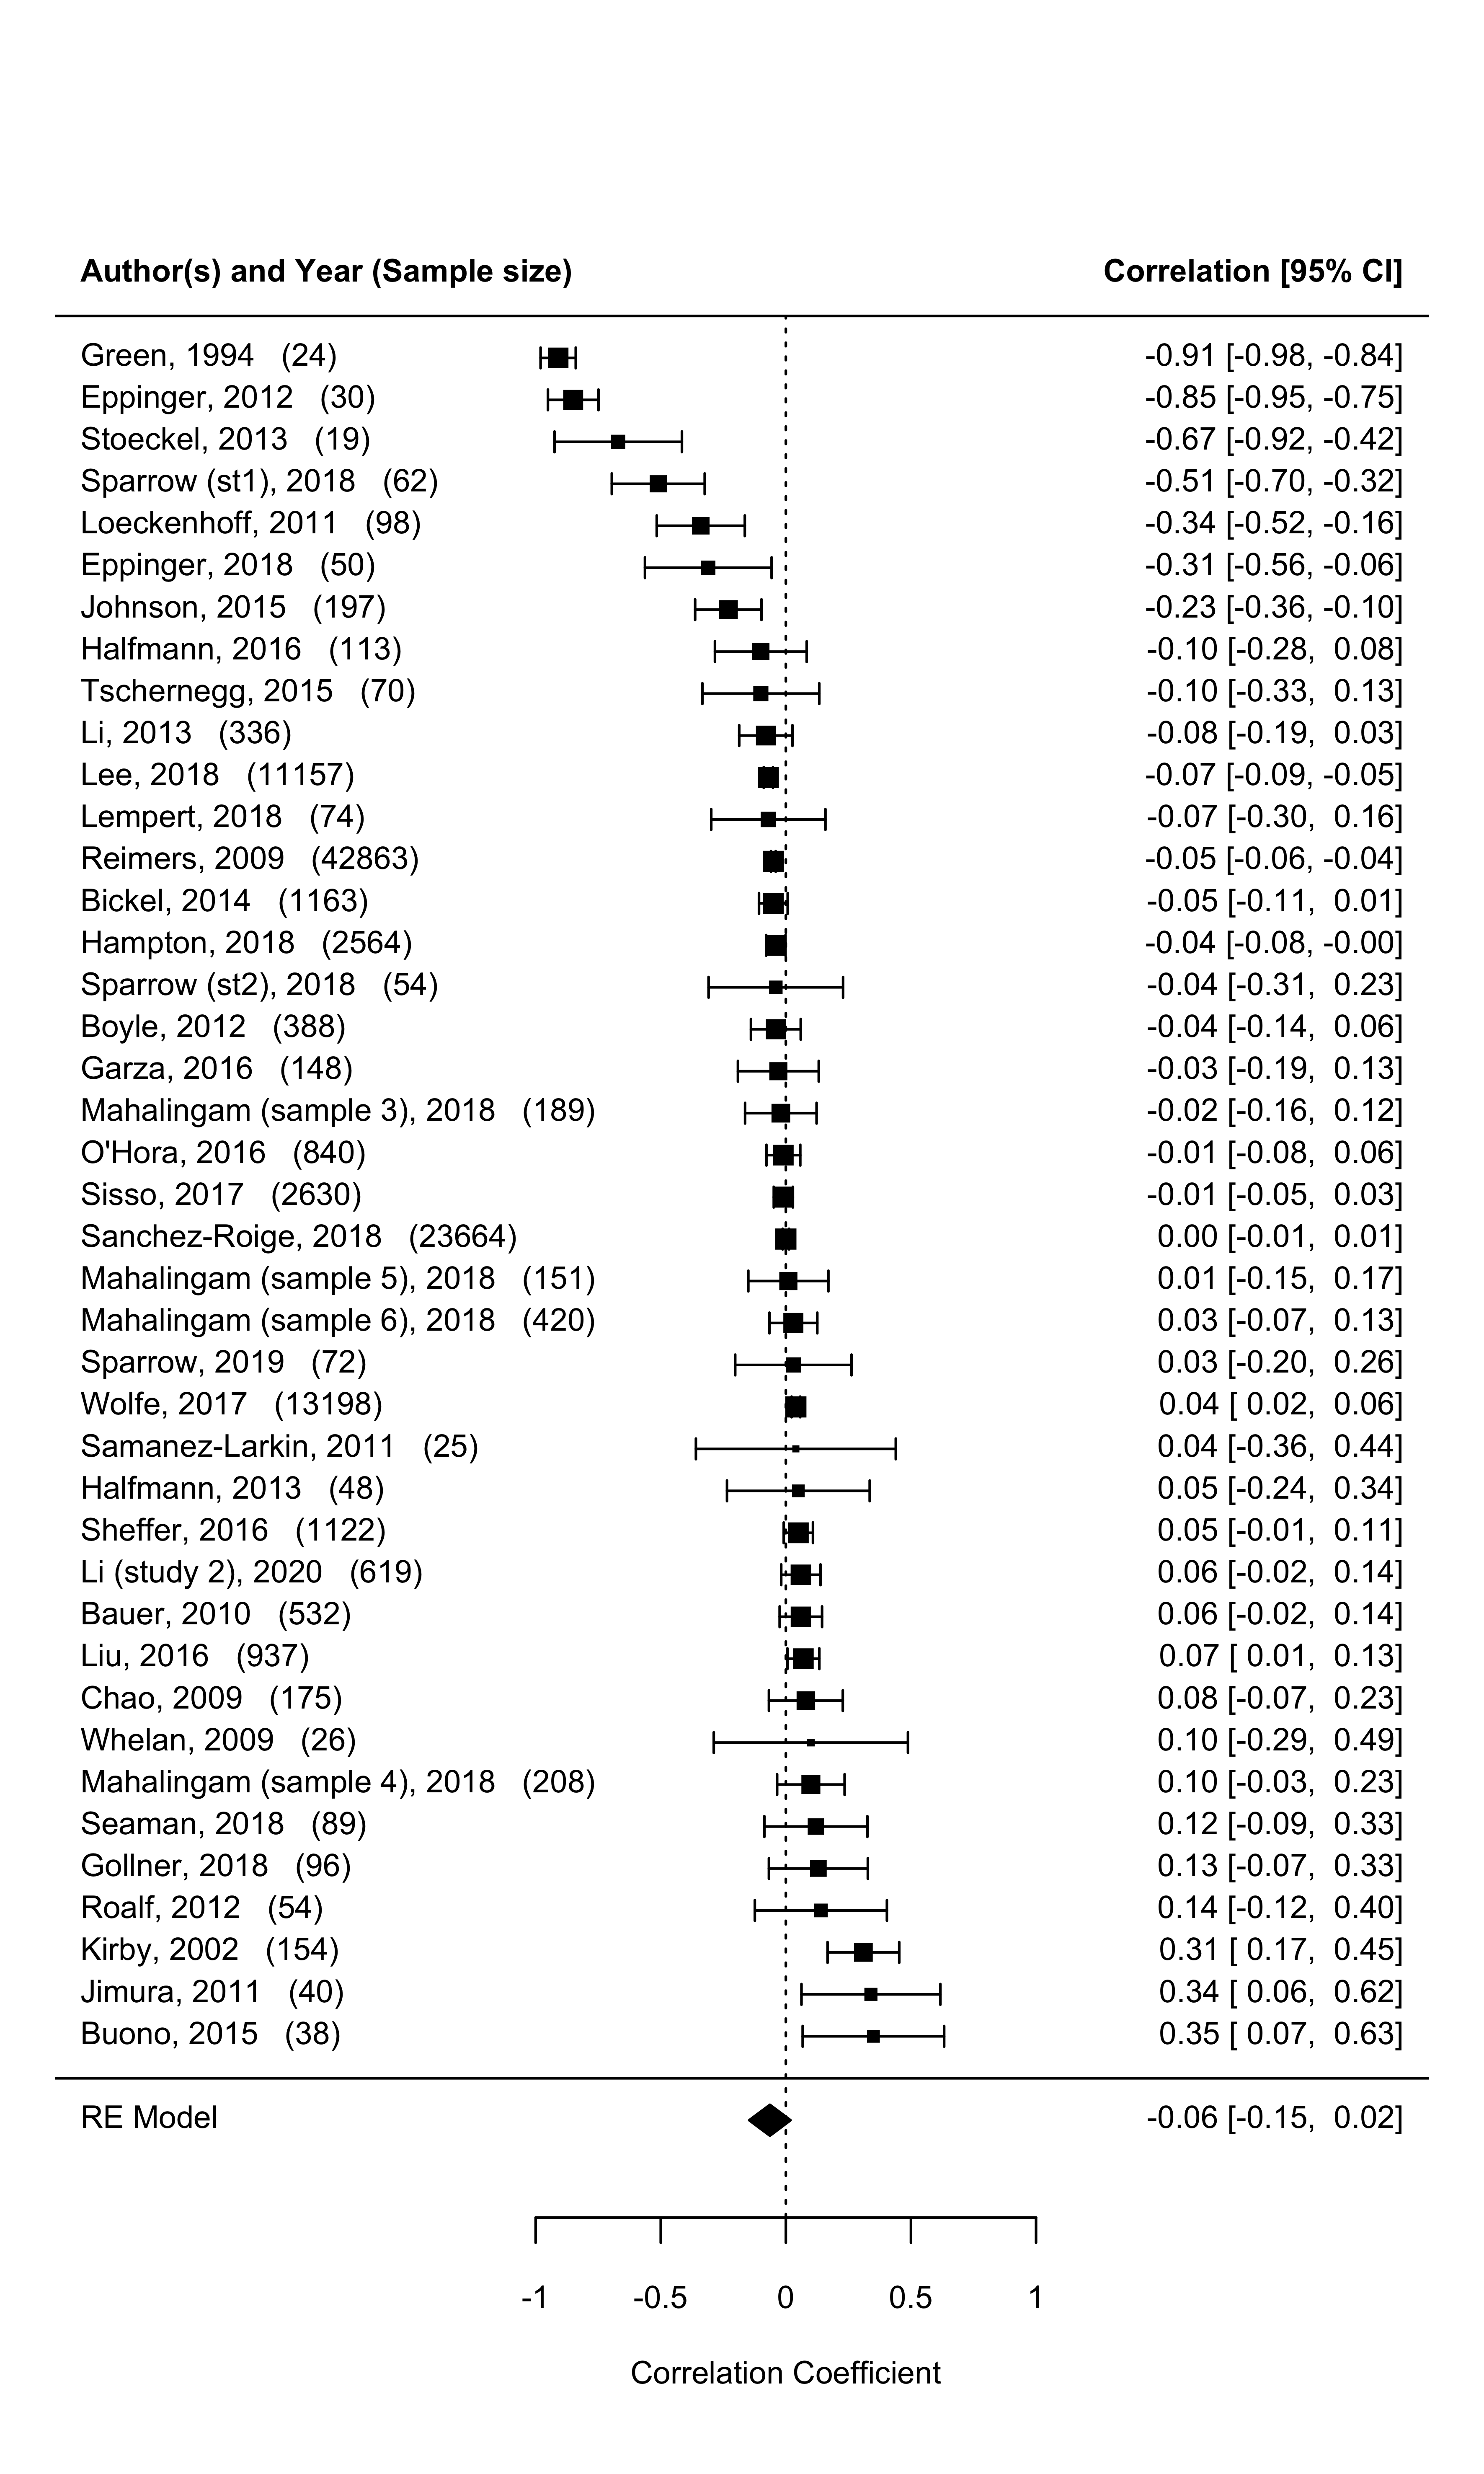 Author(s) and Year (Sample size) Correlation [95% CI]
Green, 1994 (24) -0.91 [-0.98, -0.84]
Eppinger, 2012 (30) -0.85 [-0.95, -0.75]
Stoeckel, 2013 (19) -0.67 [-0.92, -0.42]
Sparrow (st1), 2018 (62) -0.51 [-0.70, -0.32]
Loeckenhoff, 2011 (98) -0.34 [-0.52, -0.16]
Eppinger, 2018 (50) -0.31 [-0.56, -0.06]
Johnson, 2015 (197) -0.23 [-0.36, -0.10]
Halfmann, 2016 (113) -0.10 [-0.28, 0.08]
Tschernegg, 2015 (70) -0.10 [-0.33, 0.13]
Li, 2013 (336) -0.08 [-0.19, 0.03]
Lee, 2018 (11157) -0.07 [-0.09, -0.05]
Lempert, 2018 (74) -0.07 [-0.30, 0.16]
Reimers, 2009 (42863) -0.05 [-0.06, -0.04]
Bickel, 2014 (1163) -0.05 [-0.11, 0.01]
Hampton, 2018 (2564) -0.04 [-0.08, -0.00]
Sparrow (st2), 2018 (54) -0.04 [-0.31, 0.23]
Boyle, 2012 (388) -0.04 [-0.14, 0.06]
Garza, 2016 (148) -0.03 [-0.19, 0.13]
Mahalingam (sample 3), 2018 (189) -0.02 [-0.16, 0.12]
O'Hora, 2016 (840) -0.01 [-0.08, 0.06]
Sisso, 2017 (2630) -0.01 [-0.05, 0.03]
Sanchez-Roige, 2018 (23664) 0.00 [-0.01, 0.01]
Mahalingam (sample 5), 2018 (151) 0.01 [-0.15, 0.17]
Mahalingam (sample 6), 2018 (420) 0.03 [-0.07, 0.13]
Sparrow, 2019 (72) 0.03 [-0.20, 0.26]
Wolfe, 2017 (13198) 0.04 [ 0.02, 0.06]
Samanez-Larkin, 2011 (25) 0.04 [-0.36, 0.44]
Halfmann, 2013 (48) 0.05 [-0.24, 0.34]
Sheffer, 2016 (1122) 0.05 [-0.01, 0.11]
Li (study 2), 2020 (619) 0.06 [-0.02, 0.14]
Bauer, 2010 (532) 0.06 [-0.02, 0.14]
Liu, 2016 (937) 0.07 [ 0.01, 0.13]
Chao, 2009 (175) 0.08 [-0.07, 0.23]
Whelan, 2009 (26) 0.10 [-0.29, 0.49]
Mahalingam (sample 4), 2018 (208) 0.10 [-0.03, 0.23]
Seaman, 2018 (89) 0.12 [-0.09, 0.33]
Gollner, 2018 (96) 0.13 [-0.07, 0.33]
Roalf, 2012 (54) 0.14 [-0.12, 0.40]
Kirby, 2002 (154) 0.31 [ 0.17, 0.45]
Jimura, 2011 (40) 0.34 [ 0.06, 0.62]
Buono, 2015 (38) 0.35 [ 0.07, 0.63]
RE Model -0.06 [-0.15, 0.02]
-1 -0.5 0 0.5 1
Correlation Coefficient